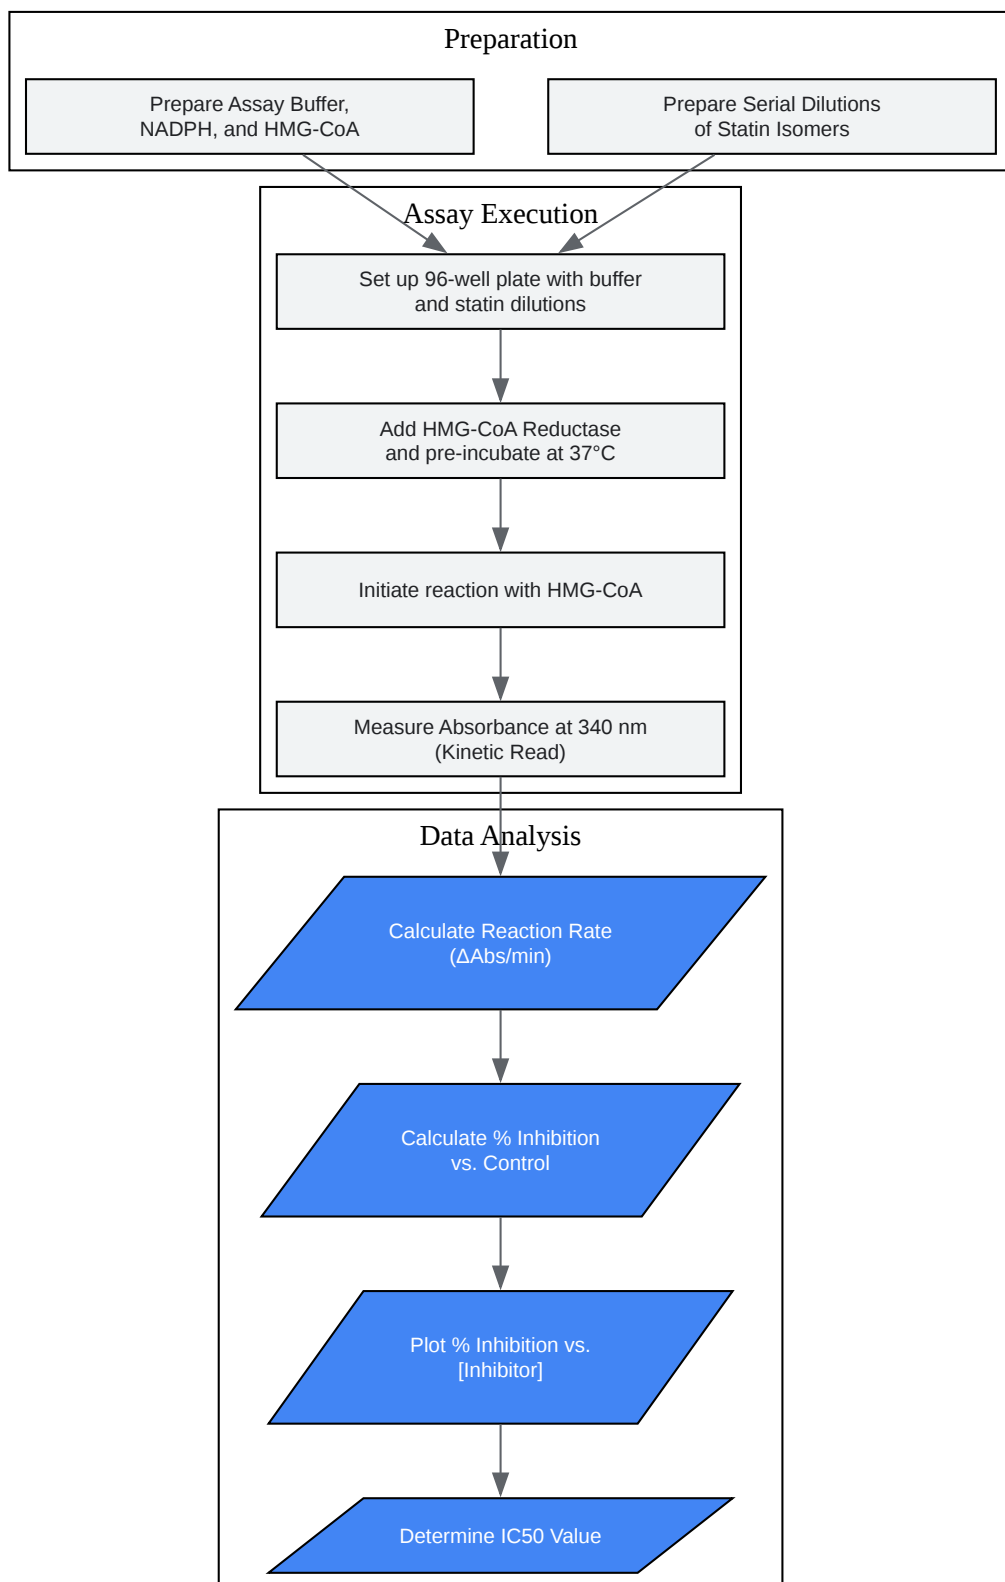 Preparation
Prepare Assay Buffer,
NADPH, and HMG-CoA
Prepare Serial Dilutions
of Statin Isomers
Assay Execution
Set up 96-well plate with buffer
and statin dilutions
Add HMG-CoA Reductase
and pre-incubate at 37°C
Initiate reaction with HMG-CoA
Measure Absorbance at 340 nm
(Kinetic Read)
Data Analysis
Calculate Reaction Rate
(ΔAbs/min)
Calculate % Inhibition
vs. Control
Plot % Inhibition vs.
[Inhibitor]
Determine IC50 Value